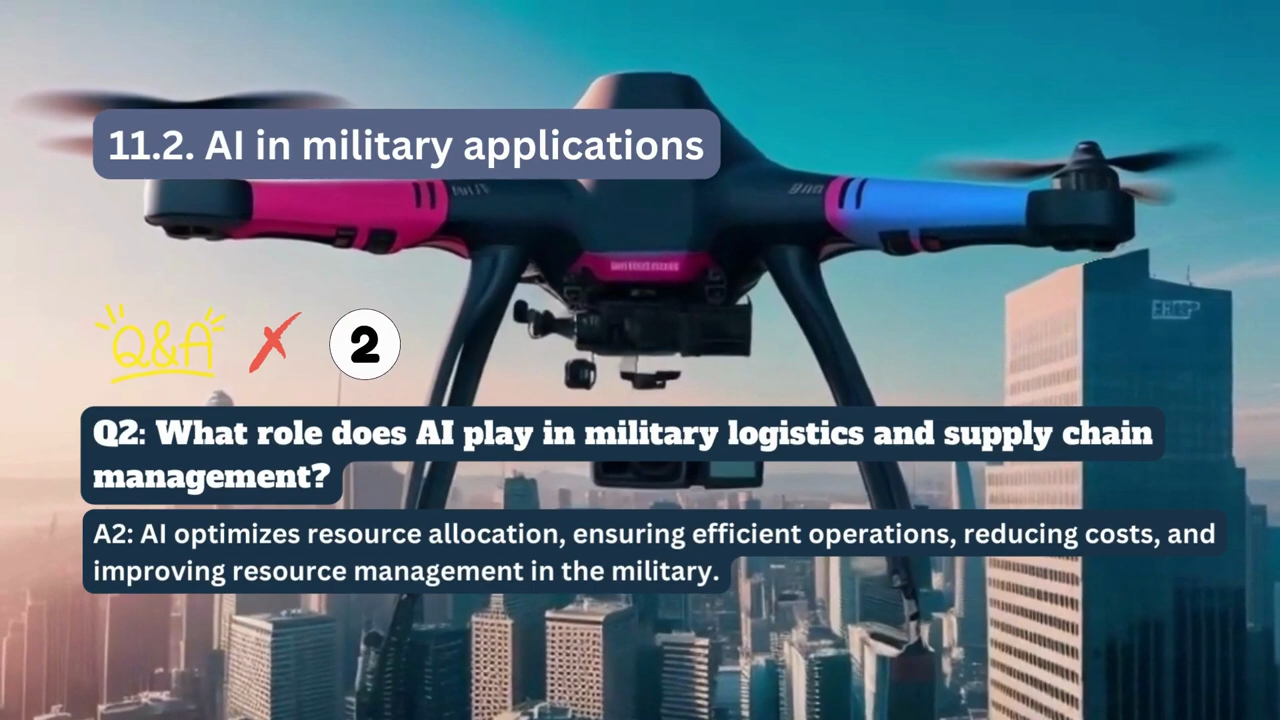 11.2. AI in military applications
Q&A
2
Q2: What role does AI play in military logistics and supply chain
management?
A2: AI optimizes resource allocation, ensuring efficient operations, reducing costs, and
improving resource management in the military.